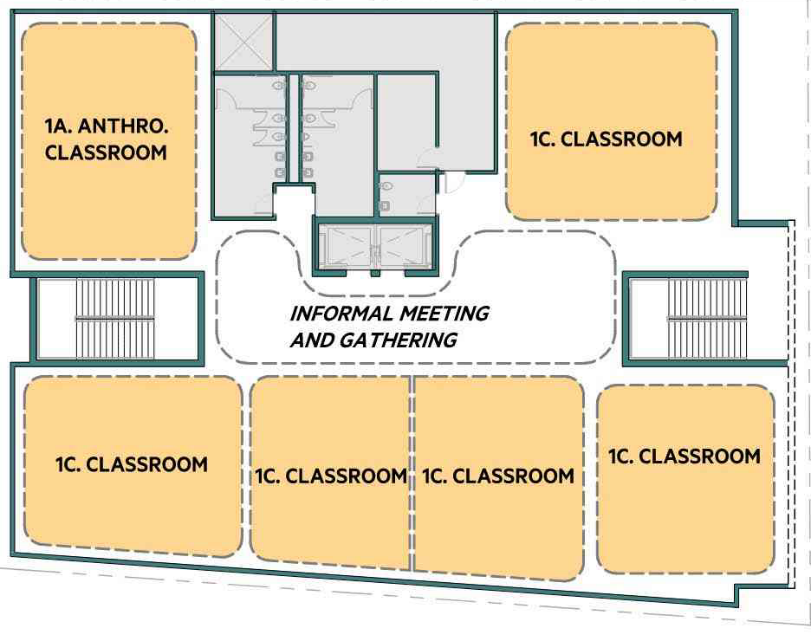 1A. ANTHRO.
CLASSROOM
1C. CLASSROOM
INFORMAL MEETING
AND GATHERING
1C. CLASSROOM
1C. CLASSROOM
1C. CLASSROOM
1C. CLASSROOM